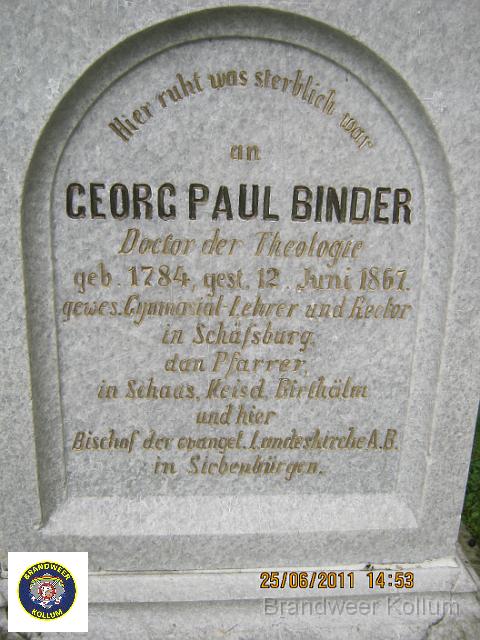 Hier ruht was sterblich war
an
GEORG PAUL BINDER
Doctor der Theologie
geb. 1784, gest. 12. Juni 1867.
gewes. Gymnasial-Lehrer und Rector
in Schäfsburg,
dan Pfarrer,
in Schaas, Keisd, Birthälm
und hier
Bischof der evangel. Landeskirche A.B.
in Siebenbürgen.
BRANDWEER
KOLLUM
25/06/2011 14:53
Brandweer Kollum